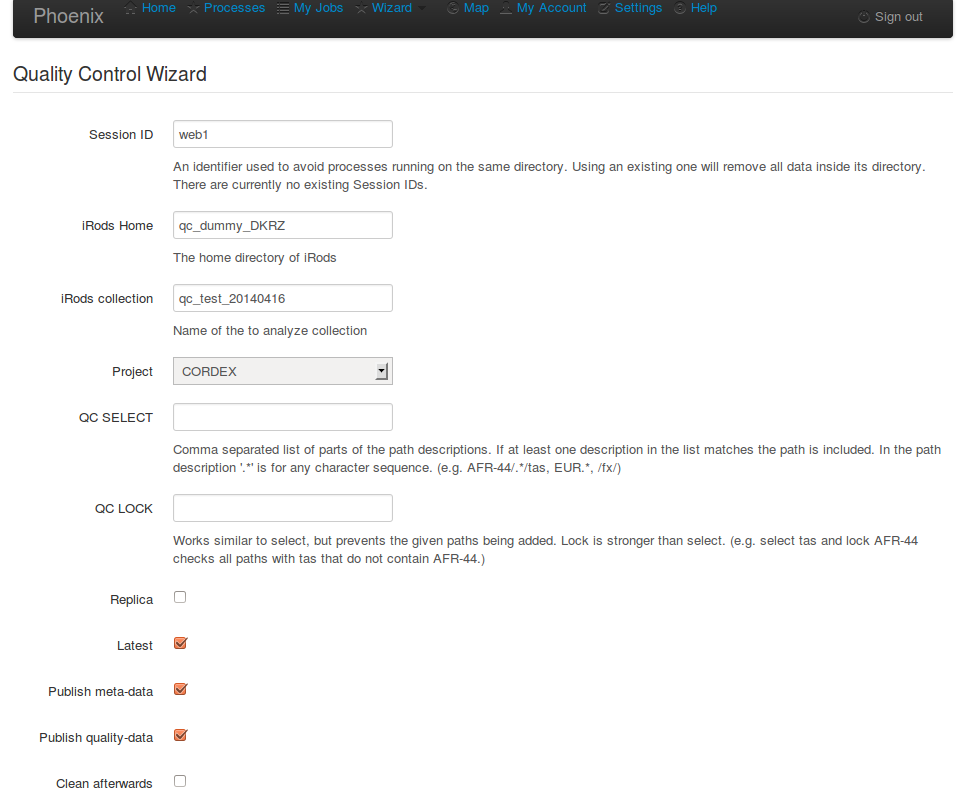 Phoenix Home Processes My Jobs Wizard Map My Account Settings Help Sign out
Quality Control Wizard
Session ID web1
An identifier used to avoid processes running on the same directory. Using an existing one will remove all data inside its directory.
There are currently no existing Session IDs.
iRods Home qc_dummy_DKRZ
The home directory of iRods
iRods collection qc_test_20140416
Name of the to analyze collection
Project CORDEX
QC SELECT
Comma separated list of parts of the path descriptions. If at least one description in the list matches the path is included. In the path
description '.*' is for any character sequence. (e.g. AFR-44/.*/tas, EUR.*, /fx/)
QC LOCK
Works similar to select, but prevents the given paths being added. Lock is stronger than select. (e.g. select tas and lock AFR-44
checks all paths with tas that do not contain AFR-44.)
Replica
Latest
Publish meta-data
Publish quality-data
Clean afterwards